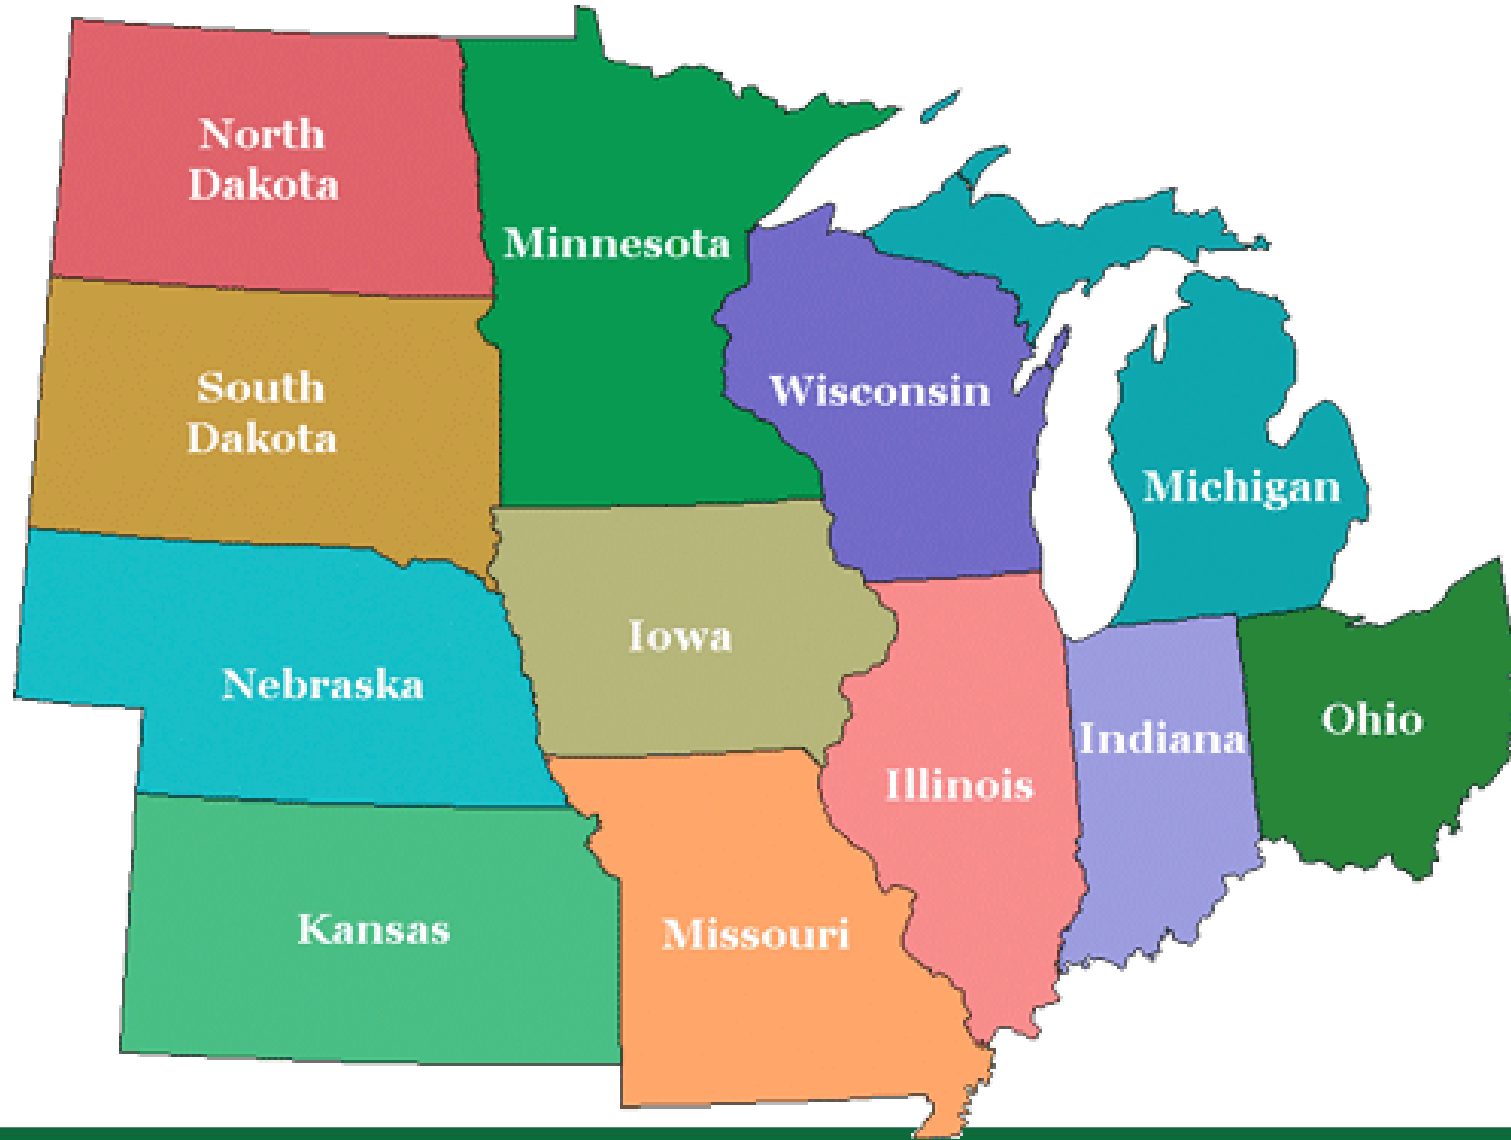 North
Dakota
Minnesota
South
Dakota
Wisconsin
Michigan
Iowa
Nebraska
Ohio
Indiana
Illinois
Kansas
Missouri